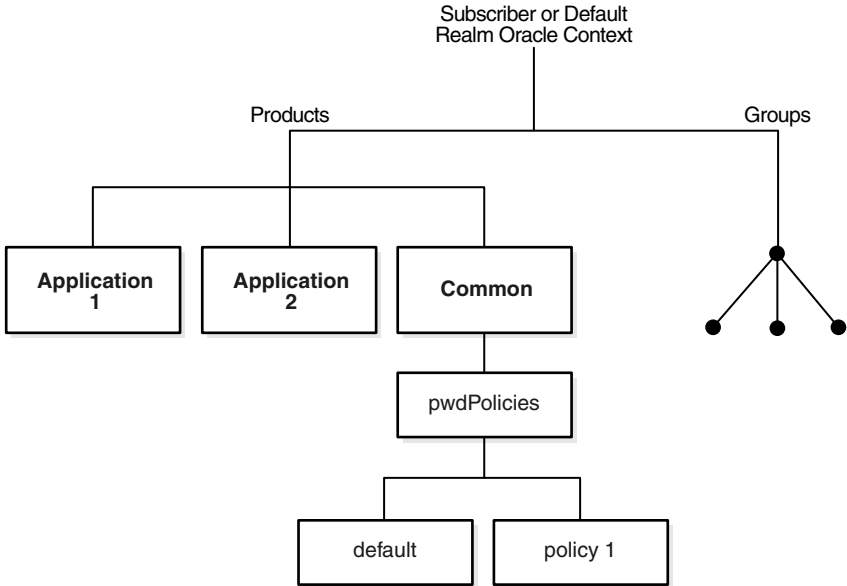 Subscriber or Default
Realm Oracle Context
Products
Groups
Application
1
Application
2
Common
pwdPolicies
default
policy 1